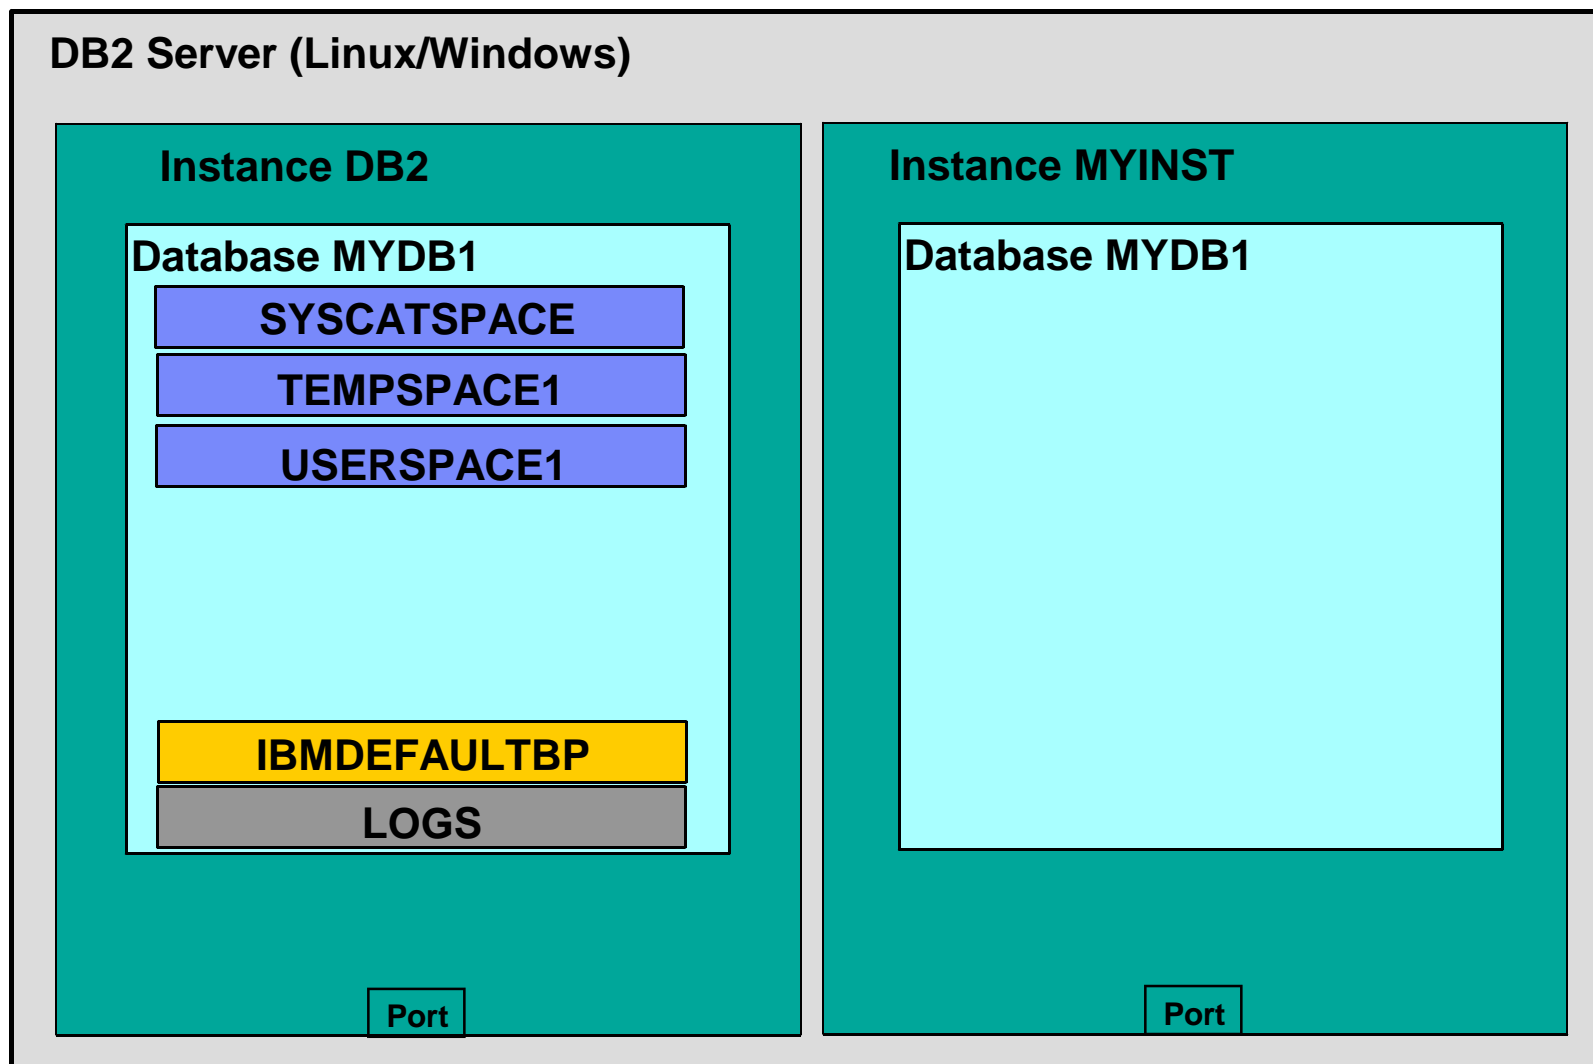 DB2 Server (Linux/Windows)
Instance DB2
Database MYDB1
SYSCATSPACE
TEMPSPACE1
USERSPACE1
IBMDEFAULTBP
LOGS
Port
Instance MYINST
Database MYDB1
Port